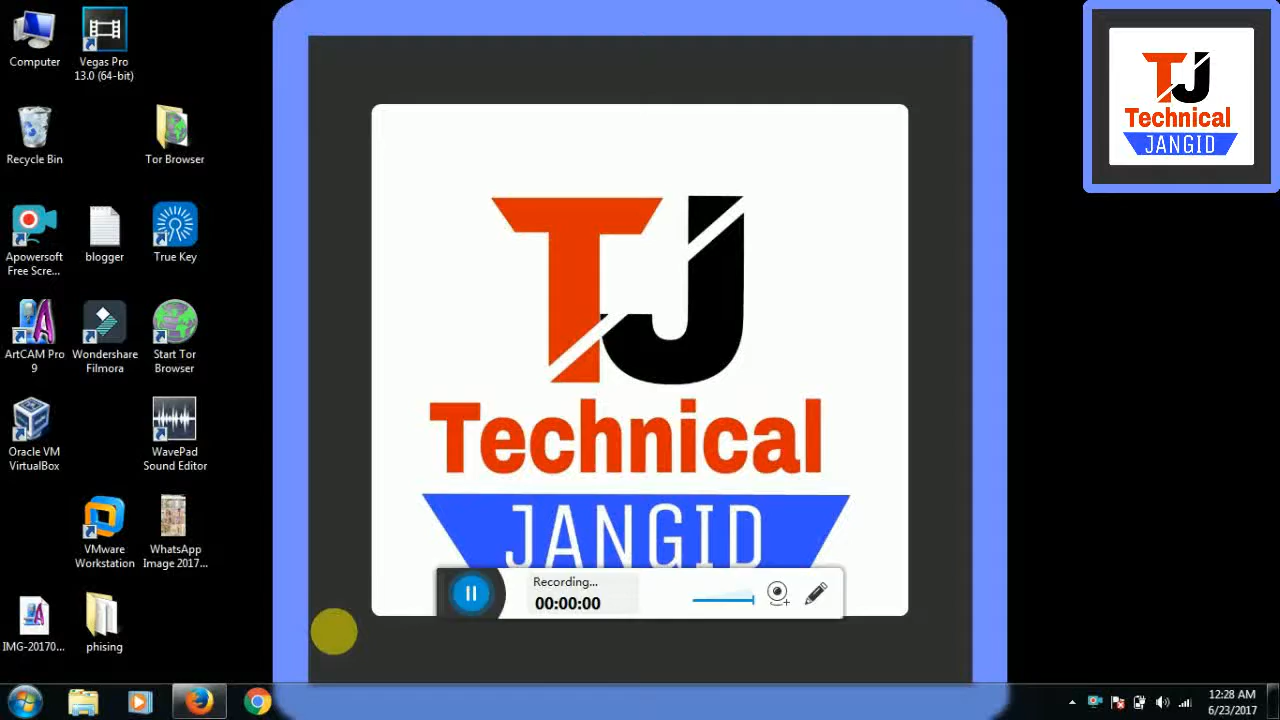 Computer
Vegas Pro
13.0 (64-bit)
Recycle Bin
Tor Browser
Apowersoft
Free Scre...
blogger
True Key
ArtCAM Pro
9
Wondershare
Filmora
Start Tor
Browser
Oracle VM
VirtualBox
WavePad
Sound Editor
VMware
Workstation
WhatsApp
Image 2017...
IMG-20170...
phising
TJ
Technical
JANGID
Recording...
00:00:00
TJ
Technical
JANGID
12:28 AM
6/23/2017